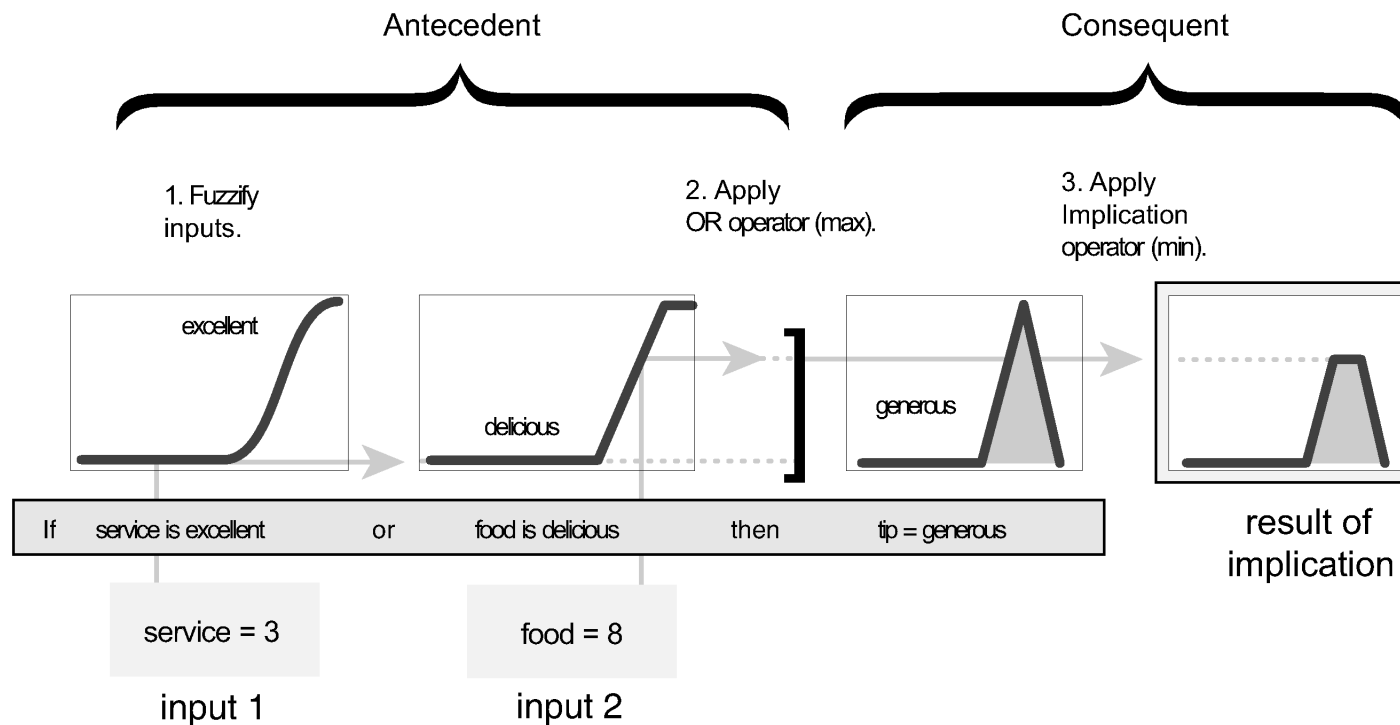 Antecedent
Consequent
1. Fuzzify
inputs.
2. Apply
OR operator (max).
3. Apply
Implication
operator (min).
excellent
delicious
generous
If service is excellent or food is delicious then tip = generous
result of
implication
service = 3
food = 8
input 1
input 2